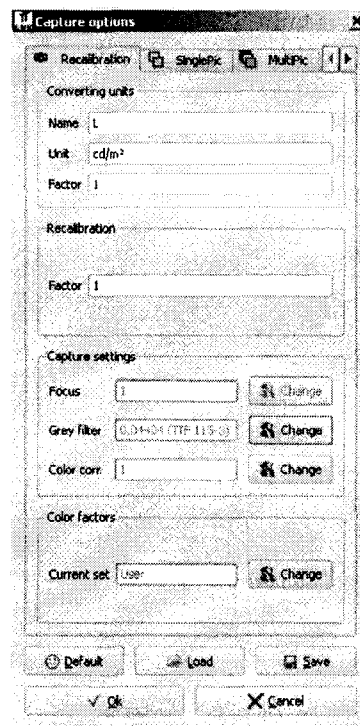 Capture options
Recalibration SinglePic MultiPic
Converting units
Name L
Unit cd/m²
Factor 1
Recalibration
Factor 1
Capture settings
Focus 1 Change
Grey filter Change
Color corr. 1 Change
Color factors
Current set User Change
Default Load Save
Ok Cancel